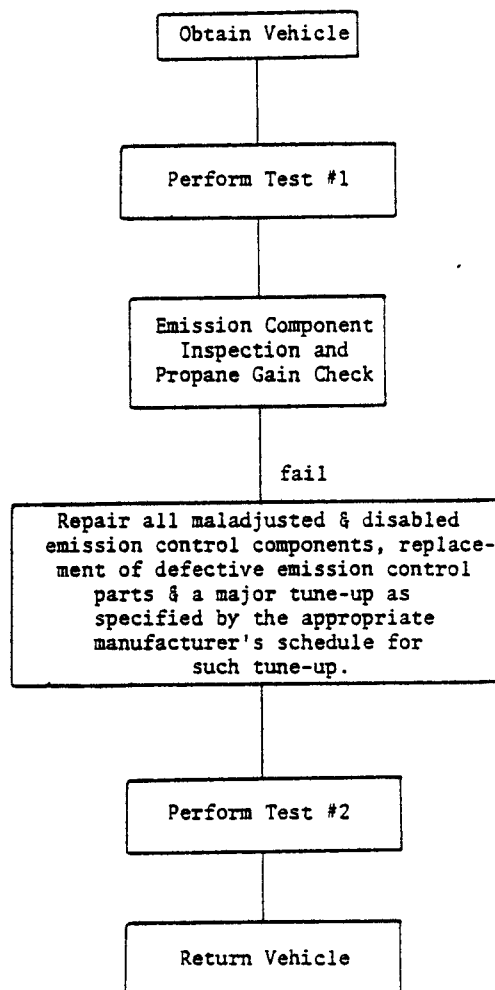 Obtain Vehicle
Perform Test #1
Emission Component
Inspection and
Propane Gain Check
fail
Repair all maladjusted & disabled
emission control components, replace-
ment of defective emission control
parts & a major tune-up as
specified by the appropriate
manufacturer's schedule for
such tune-up.
Perform Test #2
Return Vehicle